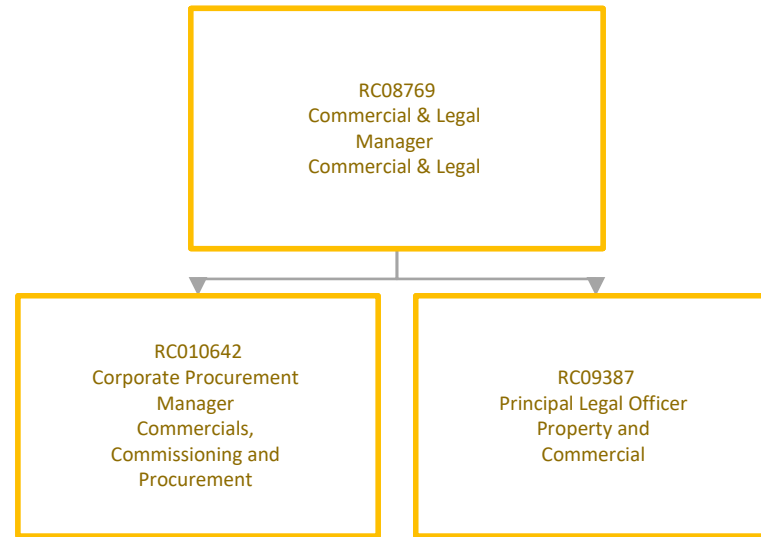 RC08769
Commercial & Legal
Manager
Commercial & Legal
RC010642
Corporate Procurement
Manager
Commercials,
Commissioning and
Procurement
RC09387
Principal Legal Officer
Property and
Commercial